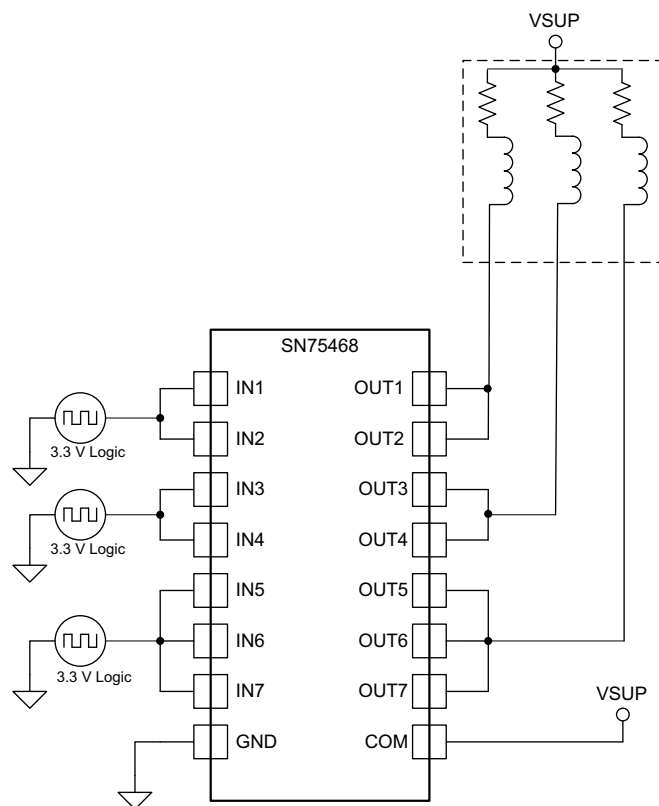 VSUP
SN75468
IN1
OUT1
IN2
OUT2
3.3 V Logic
IN3
OUT3
IN4
OUT4
3.3 V Logic
IN5
OUT5
IN6
OUT6
3.3 V Logic
IN7
OUT7
VSUP
GND
COM